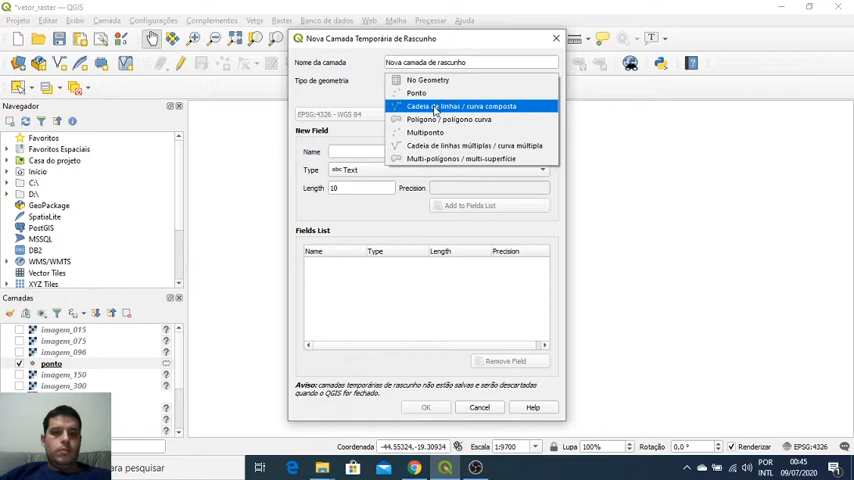 *vetor_raster — QGIS
Projeto Editar Exibir Camada Configurações Complementos Vetor Raster Banco de dados Web Malha Processar Ajuda
Nova Camada Temporária de Rascunho
Nome da camada Nova camada de rascunho
Tipo de geometria
No Geometry
Ponto
Cadeia de linhas / curva composta
Polígono / polígono curva
Multiponto
Cadeia de linhas múltiplas / curva múltipla
Multi-polígonos / multi-superfície
EPSG:4326 - WGS 84
New Field
Name
Type abc Text
Length 10 Precision
Add to Fields List
Fields List
Name Type Length Precision
Remove Field
Aviso: camadas temporárias de rascunho não estão salvas e serão descartadas
quando o QGIS for fechado.
OK Cancel Help
Navegador
Favoritos
Favoritos
Casa do projeto
Início
C:\
D:\
GeoPackage
SpatiaLite
PostGIS
MSSQL
DB2
WMS/WMTS
Vector Tiles
XYZ Tiles
Camadas
imagem_015
imagem_075
imagem_096
ponto
imagem_150
imagem_300
Coordenada -44.55324,-19.30934 Escala 1:9700 Lupa 100% Rotação 0,0 ° Renderizar EPSG:4326
para pesquisar
POR
INTL
00:45
09/07/2020